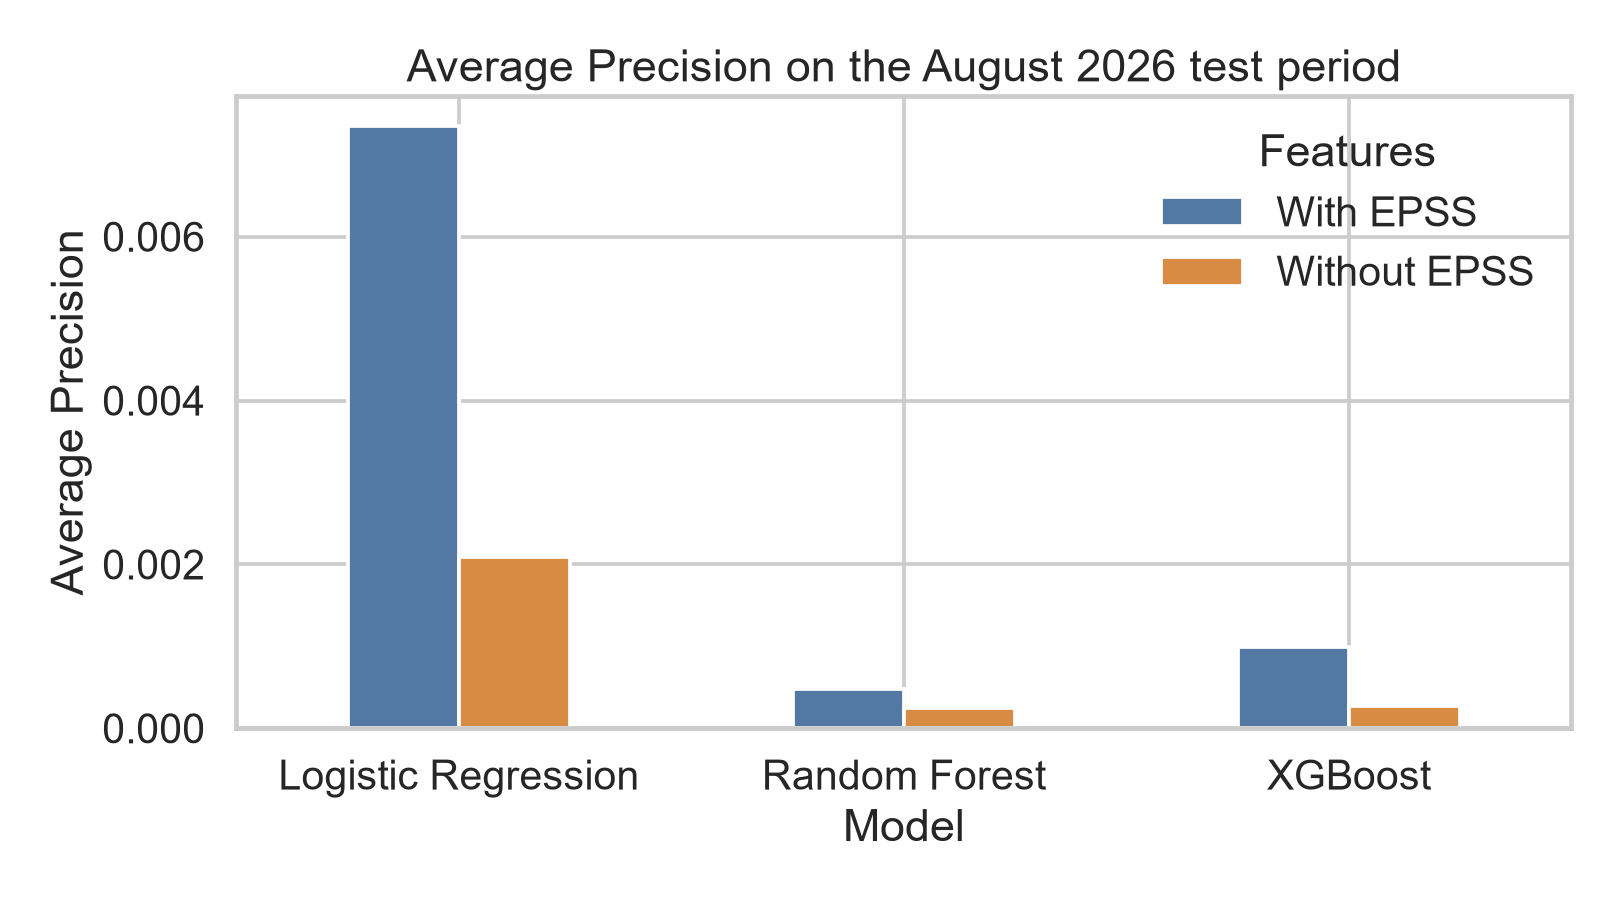 Average Precision on the August 2026 test period
Features
With EPSS
Without EPSS
Average Precision
0.006
0.004
0.002
0.000
Logistic Regression
Random Forest
XGBoost
Model